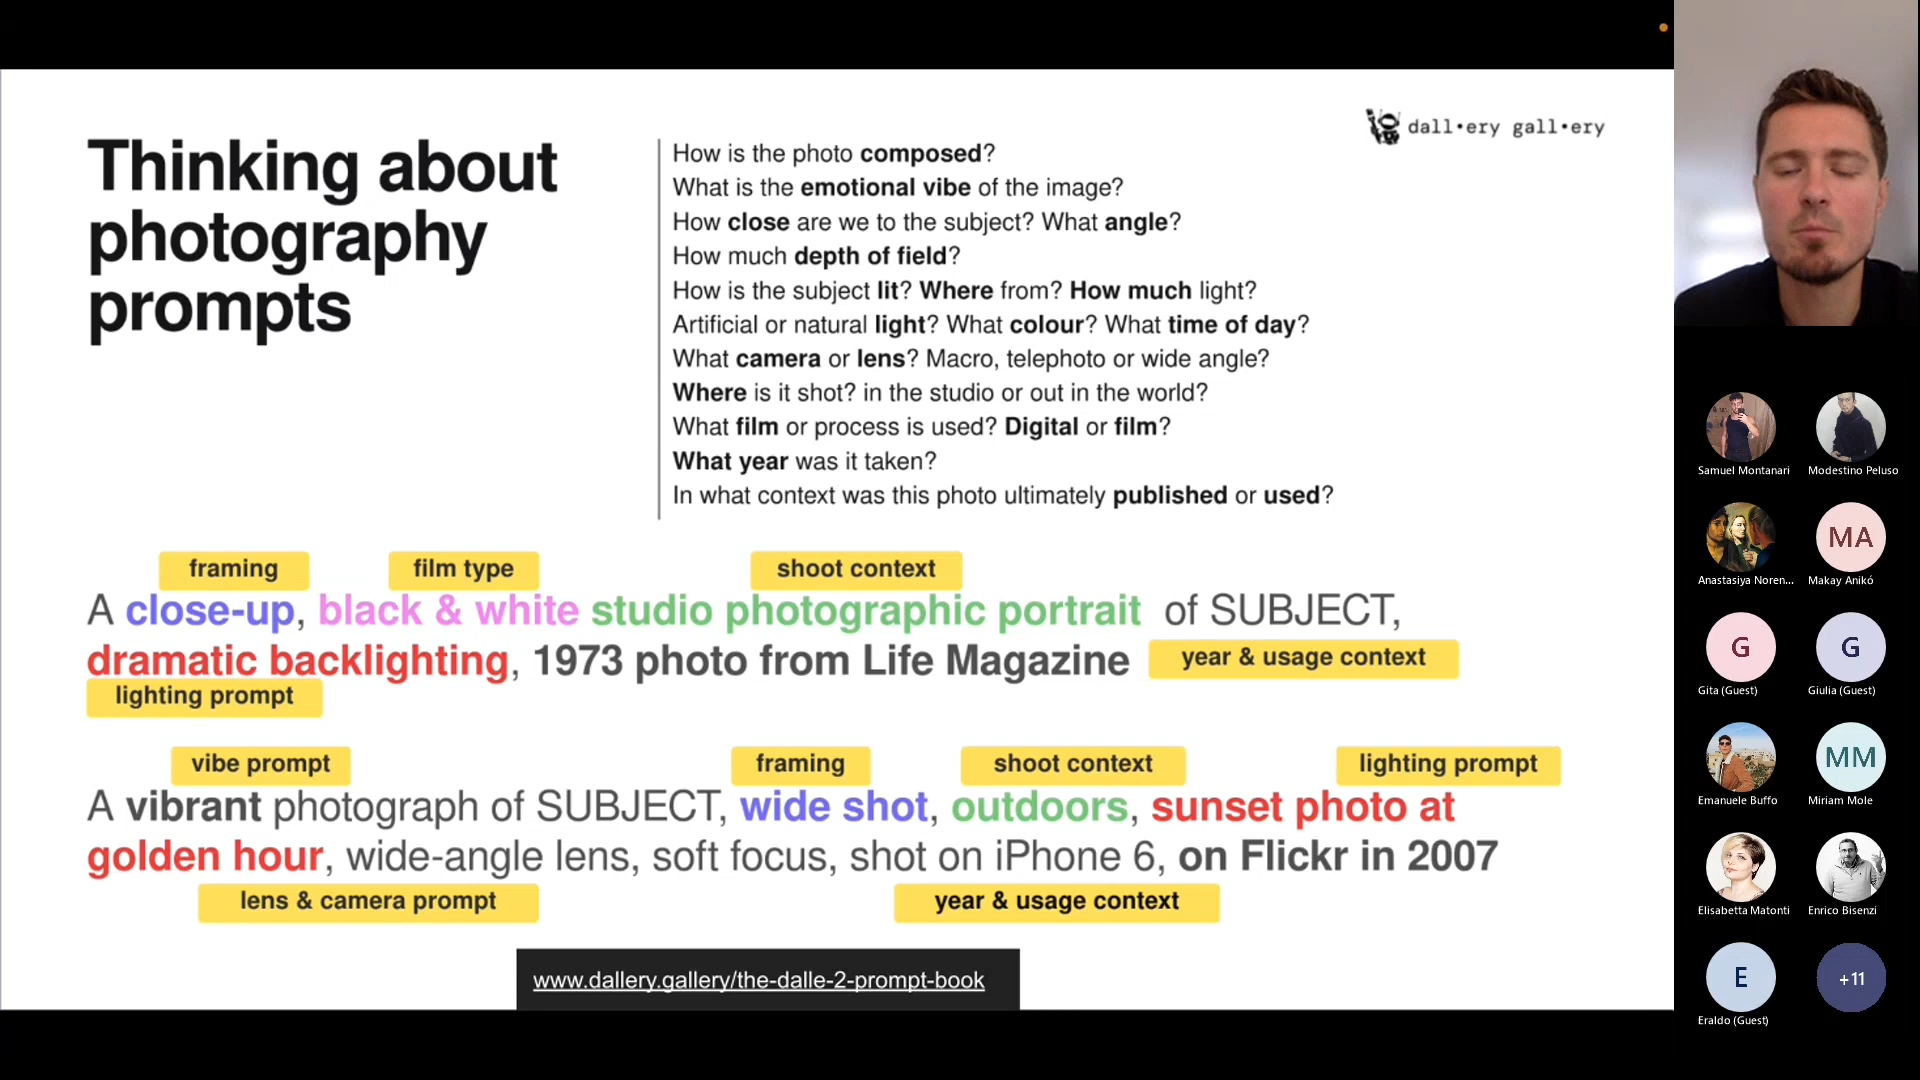 Thinking about
photography
prompts
How is the photo composed?
What is the emotional vibe of the image?
How close are we to the subject? What angle?
How much depth of field?
How is the subject lit? Where from? How much light?
Artificial or natural light? What colour? What time of day?
What camera or lens? Macro, telephoto or wide angle?
Where is it shot? in the studio or out in the world?
What film or process is used? Digital or film?
What year was it taken?
In what context was this photo ultimately published or used?
dall•ery gall•ery
framing
film type
shoot context
A close-up, black & white studio photographic portrait of SUBJECT,
dramatic backlighting, 1973 photo from Life Magazine
year & usage context
lighting prompt
vibe prompt
framing
shoot context
lighting prompt
A vibrant photograph of SUBJECT, wide shot, outdoors, sunset photo at
golden hour, wide-angle lens, soft focus, shot on iPhone 6, on Flickr in 2007
lens & camera prompt
year & usage context
www.dallery.gallery/the-dalle-2-prompt-book
Samuel Montanari
Modestino Peluso
Anastasiya Noren...
MA
Makay Anikó
G
Gita (Guest)
G
Giulia (Guest)
Emanuele Buffo
MM
Miriam Mole
Elisabetta Matonti
Enrico Bisenzi
E
Eraldo (Guest)
+11